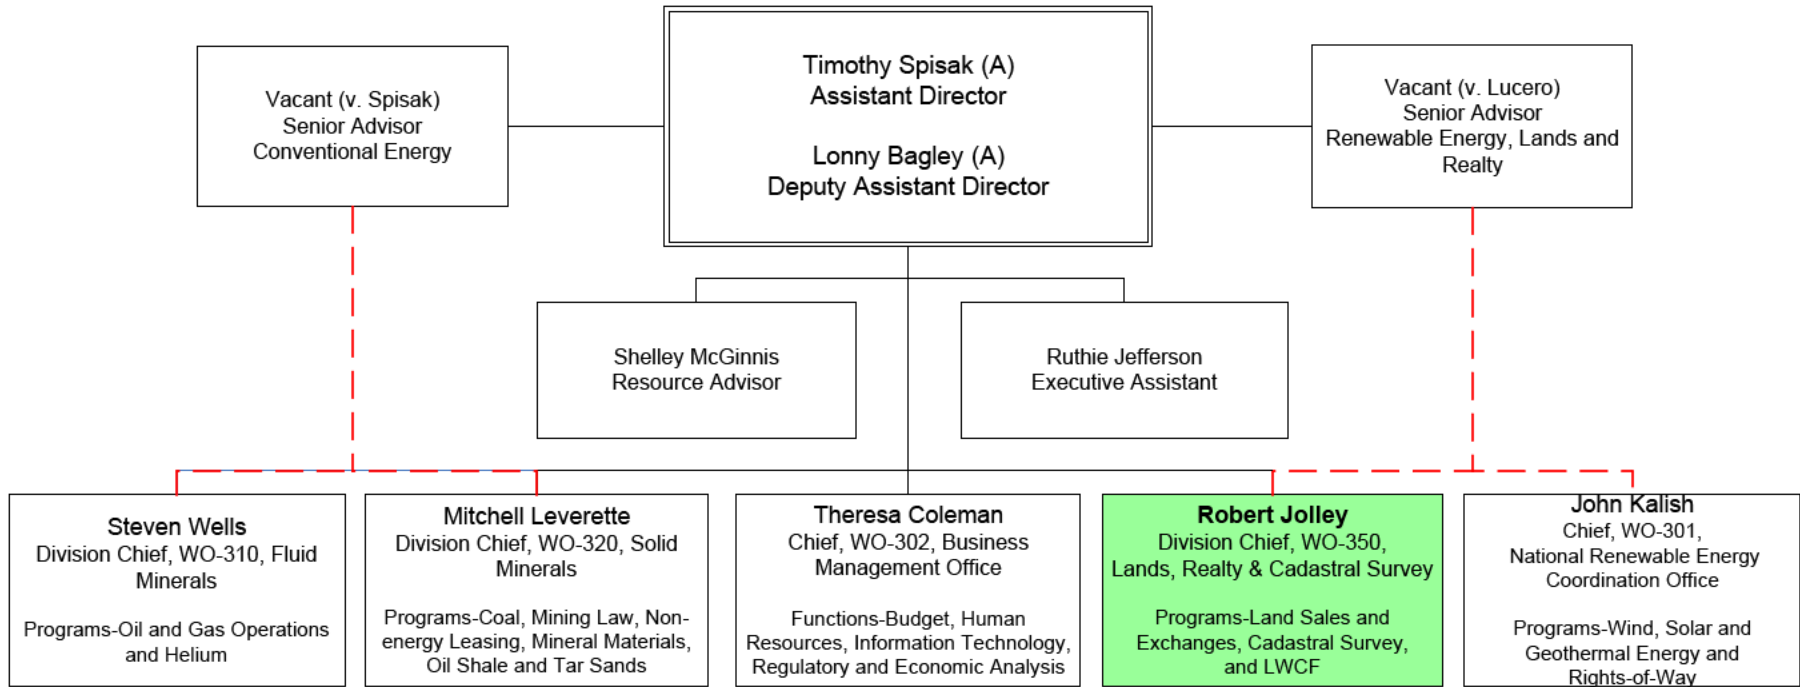 Timothy Spisak (A)
Assistant Director
Lonny Bagley (A)
Deputy Assistant Director
Vacant (v. Spisak)
Senior Advisor
Conventional Energy
Vacant (v. Lucero)
Senior Advisor
Renewable Energy, Lands and
Realty
Shelley McGinnis
Resource Advisor
Ruthie Jefferson
Executive Assistant
Steven Wells
Division Chief, WO-310, Fluid
Minerals
Programs-Oil and Gas Operations
and Helium
Mitchell Leverette
Division Chief, WO-320, Solid
Minerals
Programs-Coal, Mining Law, Non-
energy Leasing, Mineral Materials,
Oil Shale and Tar Sands
Theresa Coleman
Chief, WO-302, Business
Management Office
Functions-Budget, Human
Resources, Information Technology,
Regulatory and Economic Analysis
Robert Jolley
Division Chief, WO-350,
Lands, Realty & Cadastral Survey
Programs-Land Sales and
Exchanges, Cadastral Survey,
and LWCF
John Kalish
Chief, WO-301,
National Renewable Energy
Coordination Office
Programs-Wind, Solar and
Geothermal Energy and
Rights-of-Way